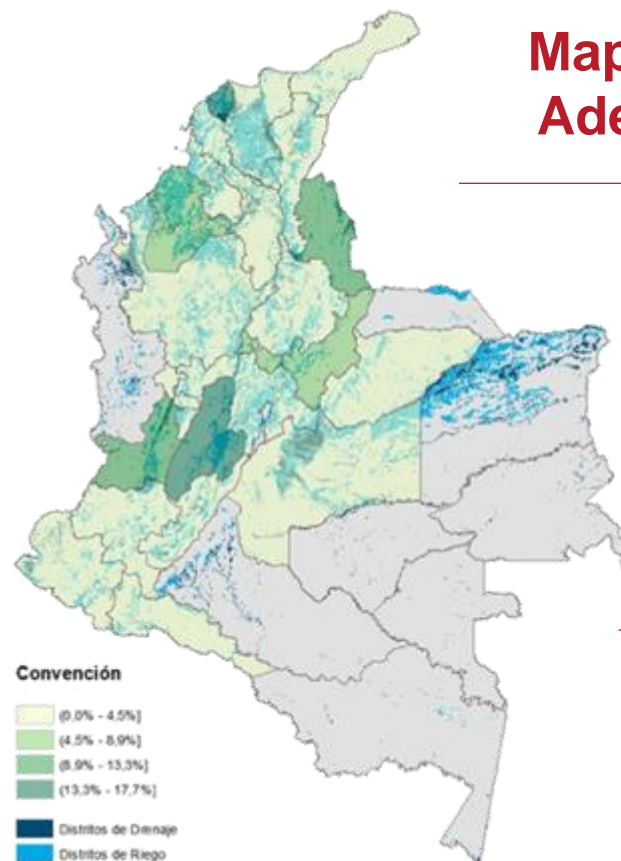 Map
Ade
Convención
(0,0% - 4,5%]
(4,5% - 8,9%]
(8,9% - 13,3%]
(13,3% - 17,7%]
Distritos de Drenaje
Distritos de Riego